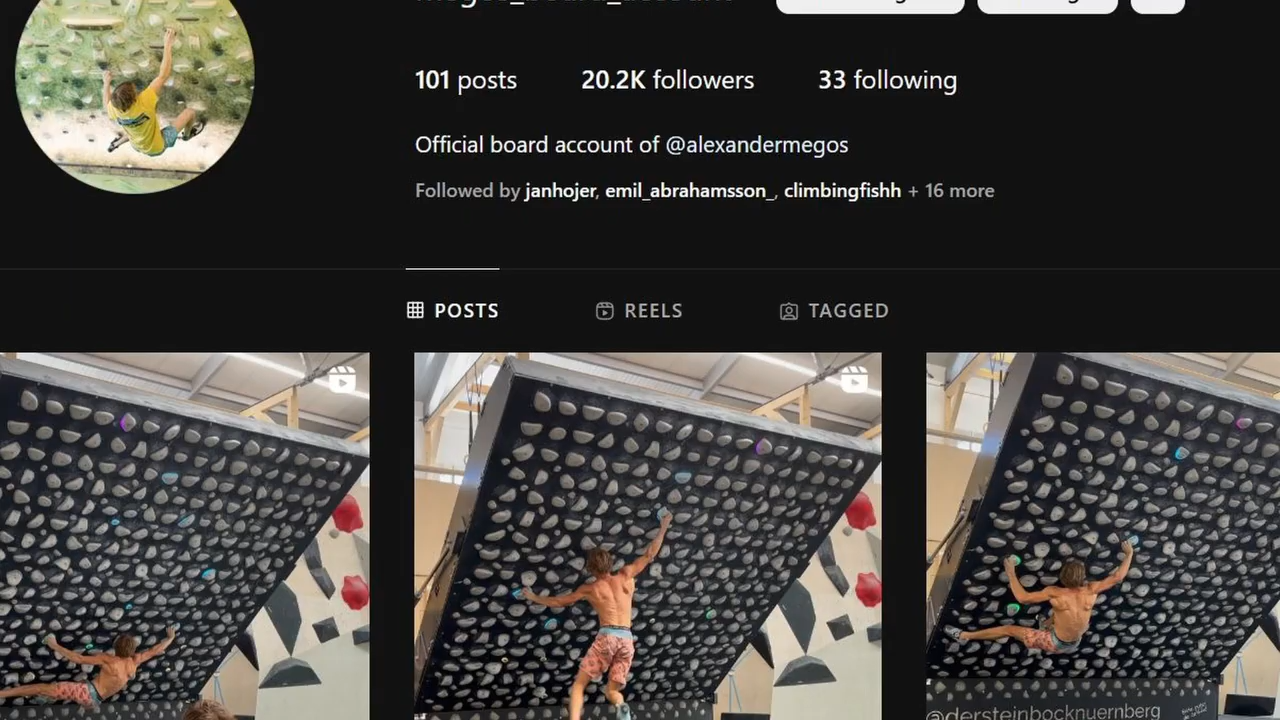 101 posts 20.2K followers 33 following
Official board account of @alexandermegos
Followed by janhojer, emil_abrahamsson_, climbingfishh + 16 more
POSTS REELS TAGGED
@dersteinbocknuernberg